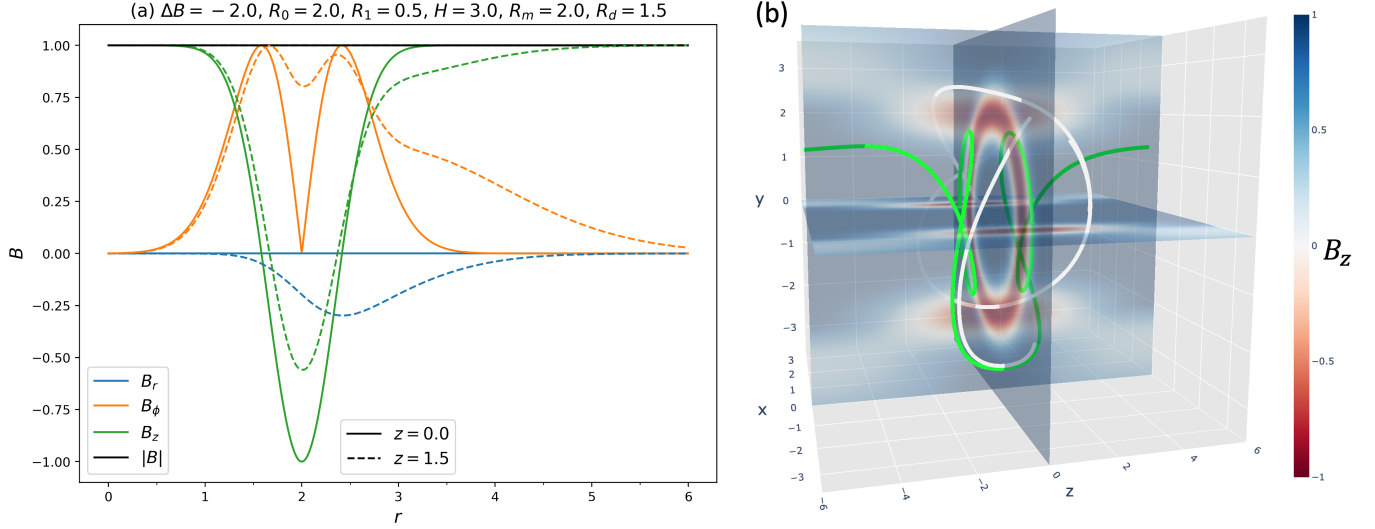 (a) ΔB = −2.0, R_0 = 2.0, R_1 = 0.5, H = 3.0, R_m = 2.0, R_d = 1.5
1.00
0.75
0.50
0.25
0.00
−0.25
−0.50
−0.75
−1.00
B
B_r
B_ϕ
B_z
|B|
z = 0.0
z = 1.5
0 1 2 3 4 5 6
r
(b)
3
2
1
0
−1
−2
−3
y
3
2
1
0
−1
−2
−3
x
−6 −4 −2 0 2 4 6
z
1
0.5
0
−0.5
−1
B_z